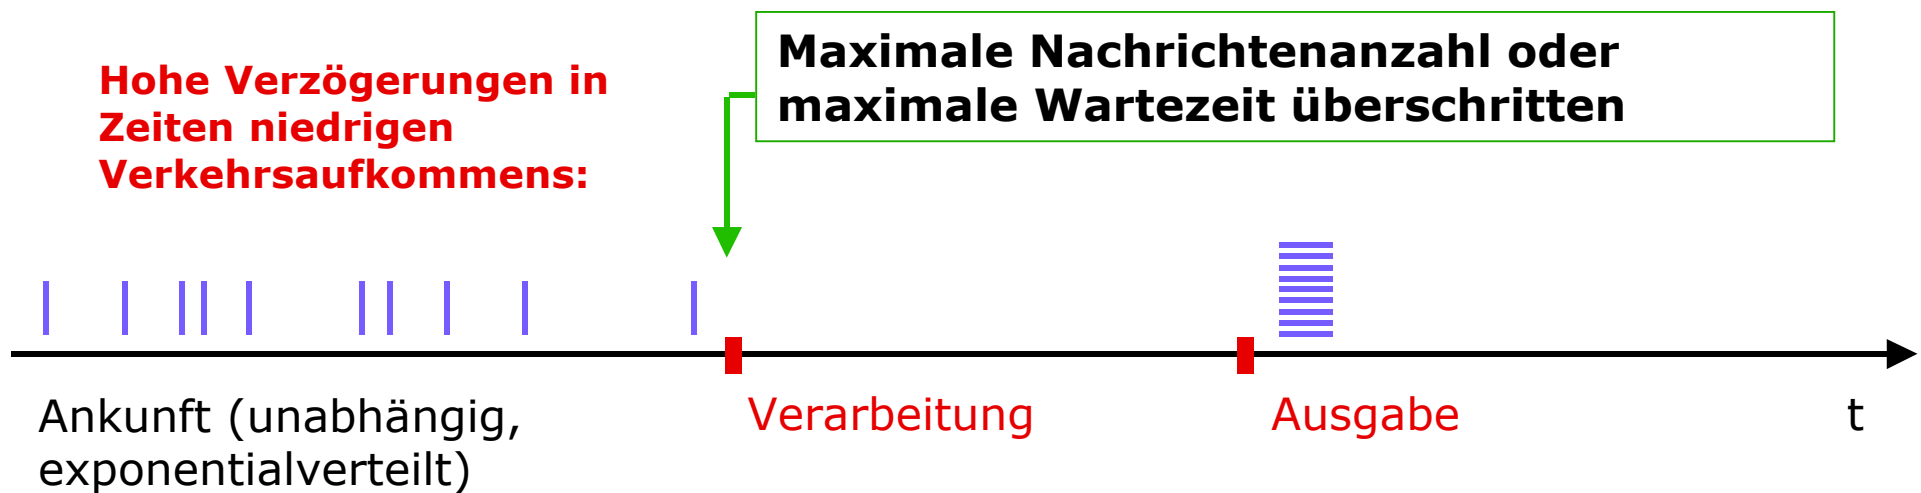 Hohe Verzögerungen in
Zeiten niedrigen
Verkehrsaufkommens:
Maximale Nachrichtenanzahl oder
maximale Wartezeit überschritten
Ankunft (unabhängig,
exponentialverteilt)
Verarbeitung
Ausgabe
t